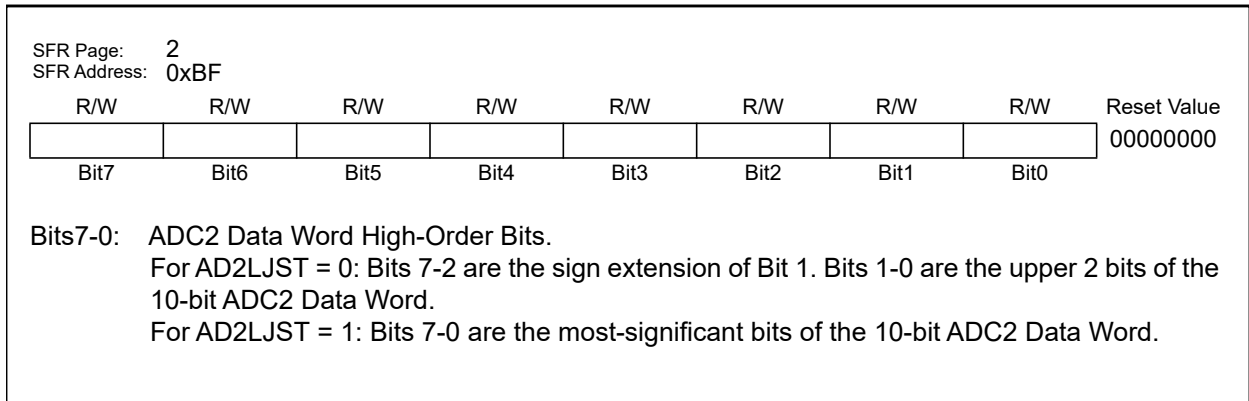 SFR Page: 2
SFR Address: 0xBF
R/W R/W R/W R/W R/W R/W R/W R/W Reset Value
00000000
Bit7 Bit6 Bit5 Bit4 Bit3 Bit2 Bit1 Bit0
Bits7-0: ADC2 Data Word High-Order Bits.
For AD2LJST = 0: Bits 7-2 are the sign extension of Bit 1. Bits 1-0 are the upper 2 bits of the
10-bit ADC2 Data Word.
For AD2LJST = 1: Bits 7-0 are the most-significant bits of the 10-bit ADC2 Data Word.